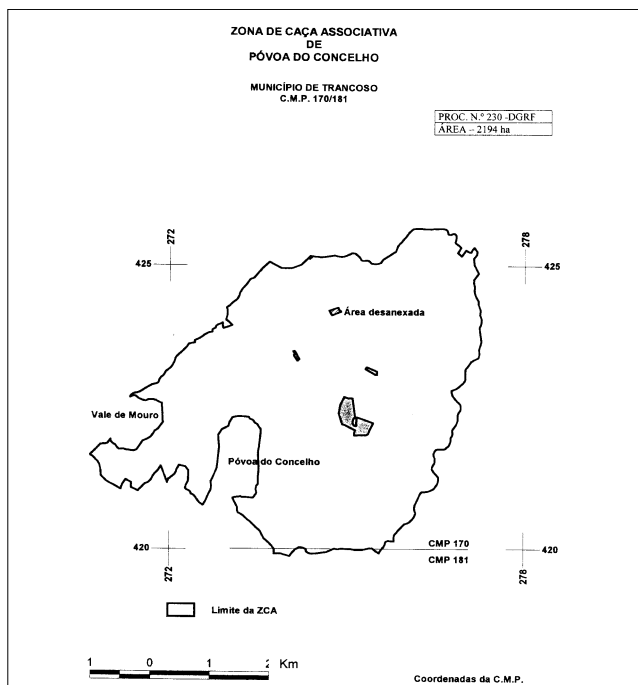 ZONA DE CAÇA ASSOCIATIVA
DE
PÓVOA DO CONCELHO
MUNICÍPIO DE TRANCOSO
C.M.P. 170/181
PROC. N.º 230 -DGRF
ÁREA – 2194 ha
272
278
425
425
Área desanexada
Vale de Mouro
Póvoa do Concelho
CMP 170
420
420
CMP 181
272
278
Limite da ZCA
1 0 1 2 Km
Coordenadas da C.M.P.